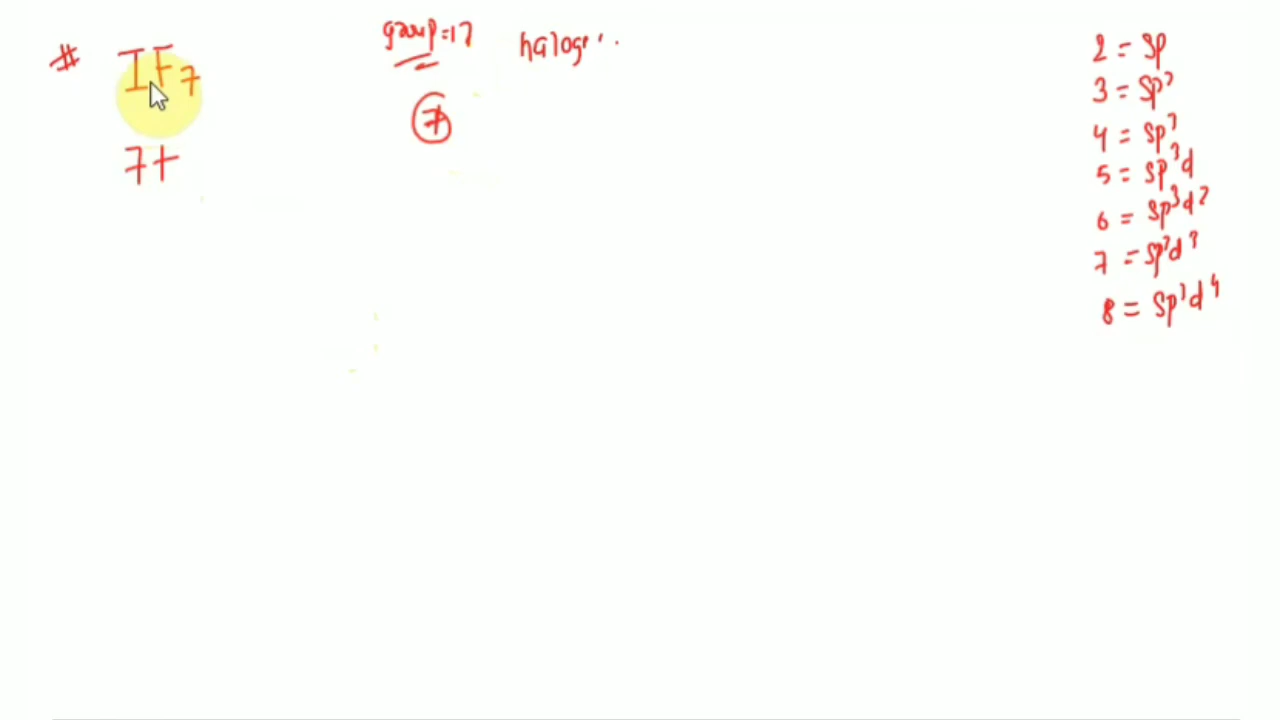 # IF7
7+
group=17 haloge
7
2 = sp
3 = sp²
4 = sp³
5 = sp³d
6 = sp³d²
7 = sp³d³
8 = sp³d⁴